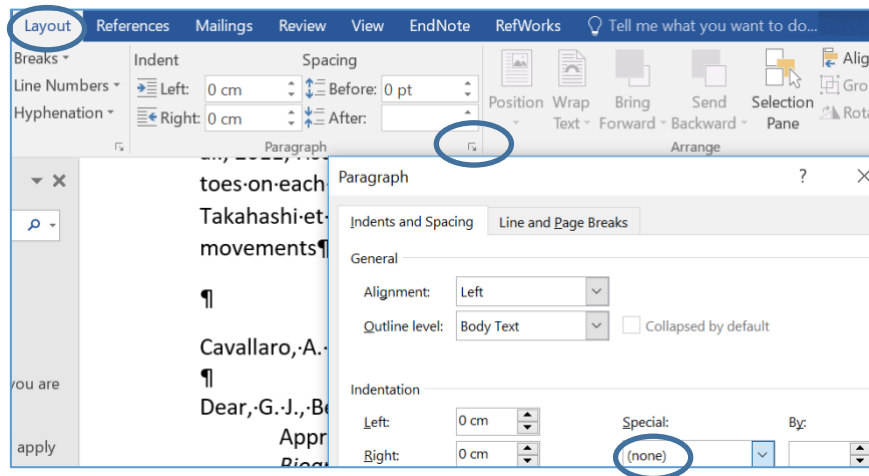 Layout References Mailings Review View EndNote RefWorks Tell me what you want to do...
Breaks Indent Spacing Alig
Line Numbers Left: 0 cm Before: 0 pt Position Wrap Bring Send Selection Gro
Hyphenation Right: 0 cm After: Text Forward Backward Pane Rota
Paragraph Arrange
toes·on·each·
Takahashi·et·
movements¶
¶
Cavallaro,·A.·
¶
Dear,·G.·J.,·Be
Appr
Biogr
you are
apply
Paragraph ?
Indents and Spacing Line and Page Breaks
General
Alignment: Left
Outline level: Body Text Collapsed by default
Indentation
Left: 0 cm Special: By:
Right: 0 cm (none)